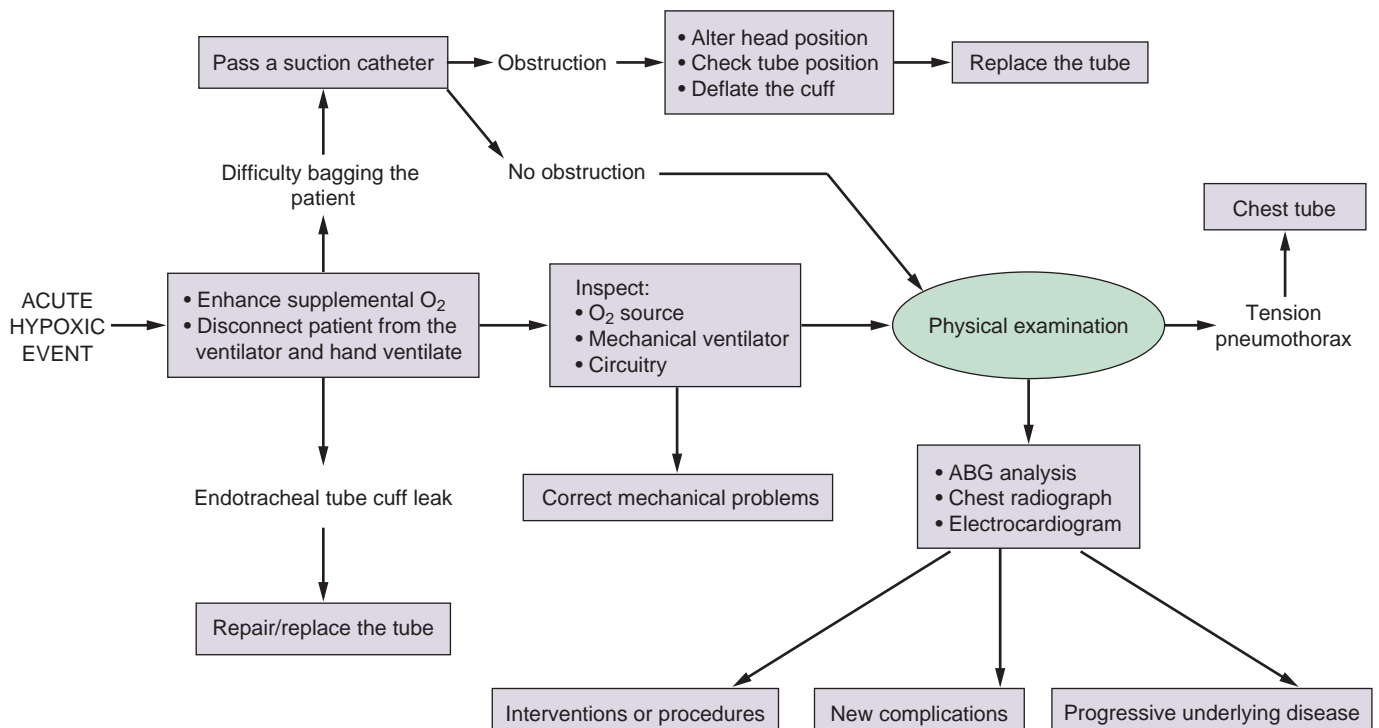 Pass a suction catheter
Obstruction
• Alter head position
• Check tube position
• Deflate the cuff
Replace the tube
Difficulty bagging the
patient
No obstruction
Chest tube
ACUTE
HYPOXIC
EVENT
• Enhance supplemental O₂
• Disconnect patient from the
ventilator and hand ventilate
Inspect:
• O₂ source
• Mechanical ventilator
• Circuitry
Physical examination
Tension
pneumothorax
Endotracheal tube cuff leak
Correct mechanical problems
• ABG analysis
• Chest radiograph
• Electrocardiogram
Repair/replace the tube
Interventions or procedures
New complications
Progressive underlying disease